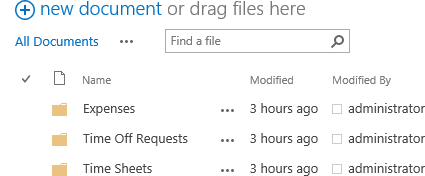 new document or drag files here
All Documents ••• Find a file
Name Modified Modified By
Expenses ••• 3 hours ago administrator
Time Off Requests ••• 3 hours ago administrator
Time Sheets ••• 3 hours ago administrator